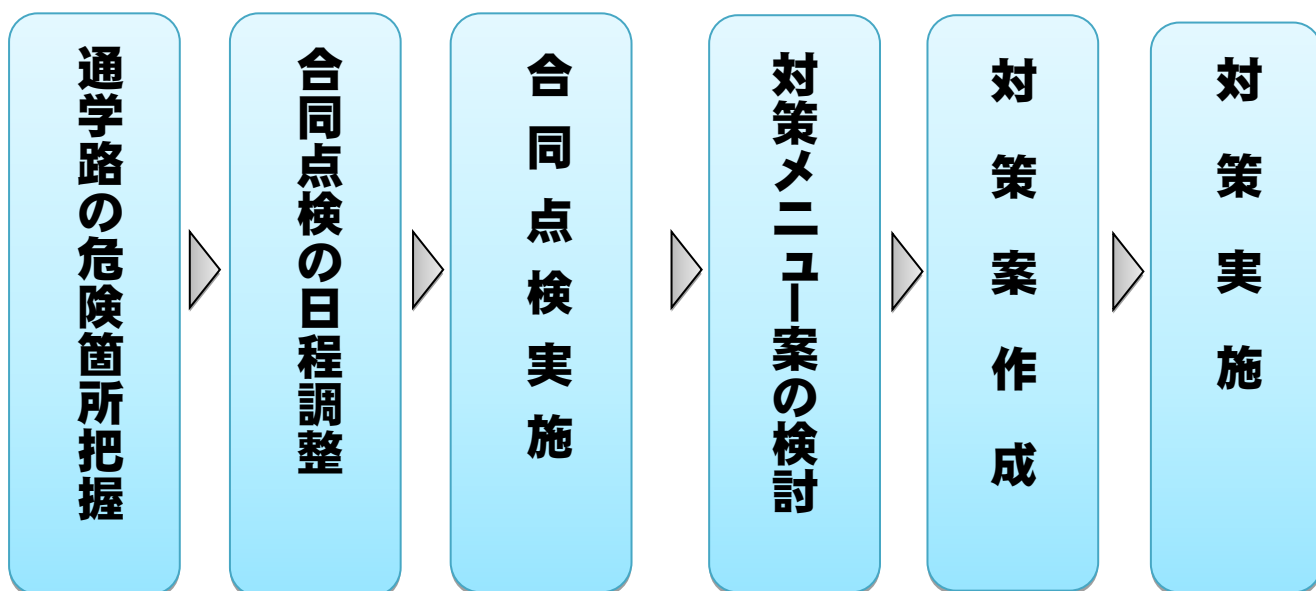 通学路の危険箇所把握
合同点検の日程調整
合同点検実施
対策メニュー案の検討
対策案作成
対策実施